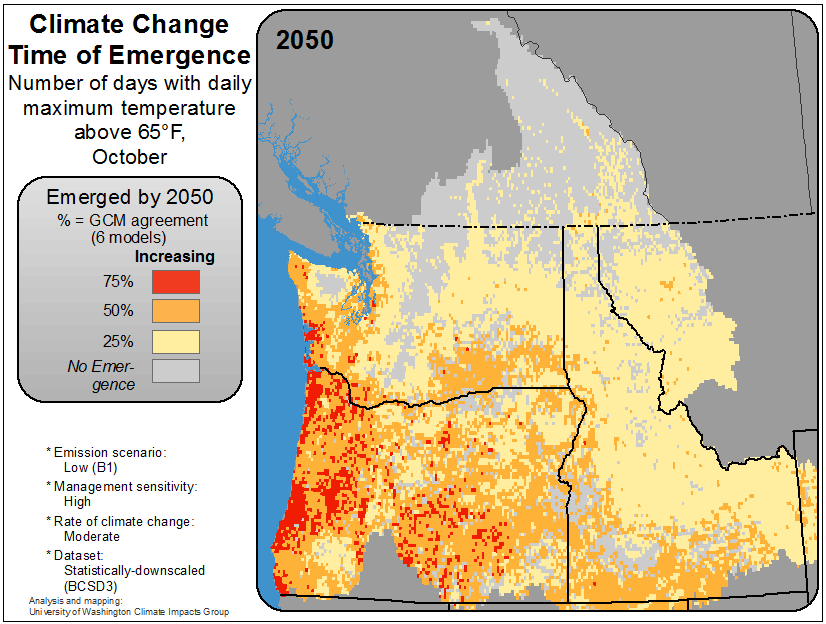 Climate Change
Time of Emergence
Number of days with daily
maximum temperature
above 65°F,
October
2050
Emerged by 2050
% = GCM agreement
(6 models)
Increasing
75%
50%
25%
No Emer-
gence
* Emission scenario:
Low (B1)
* Management sensitivity:
High
* Rate of climate change:
Moderate
* Dataset:
Statistically-downscaled
(BCSD3)
Analysis and mapping:
University of Washington Climate Impacts Group